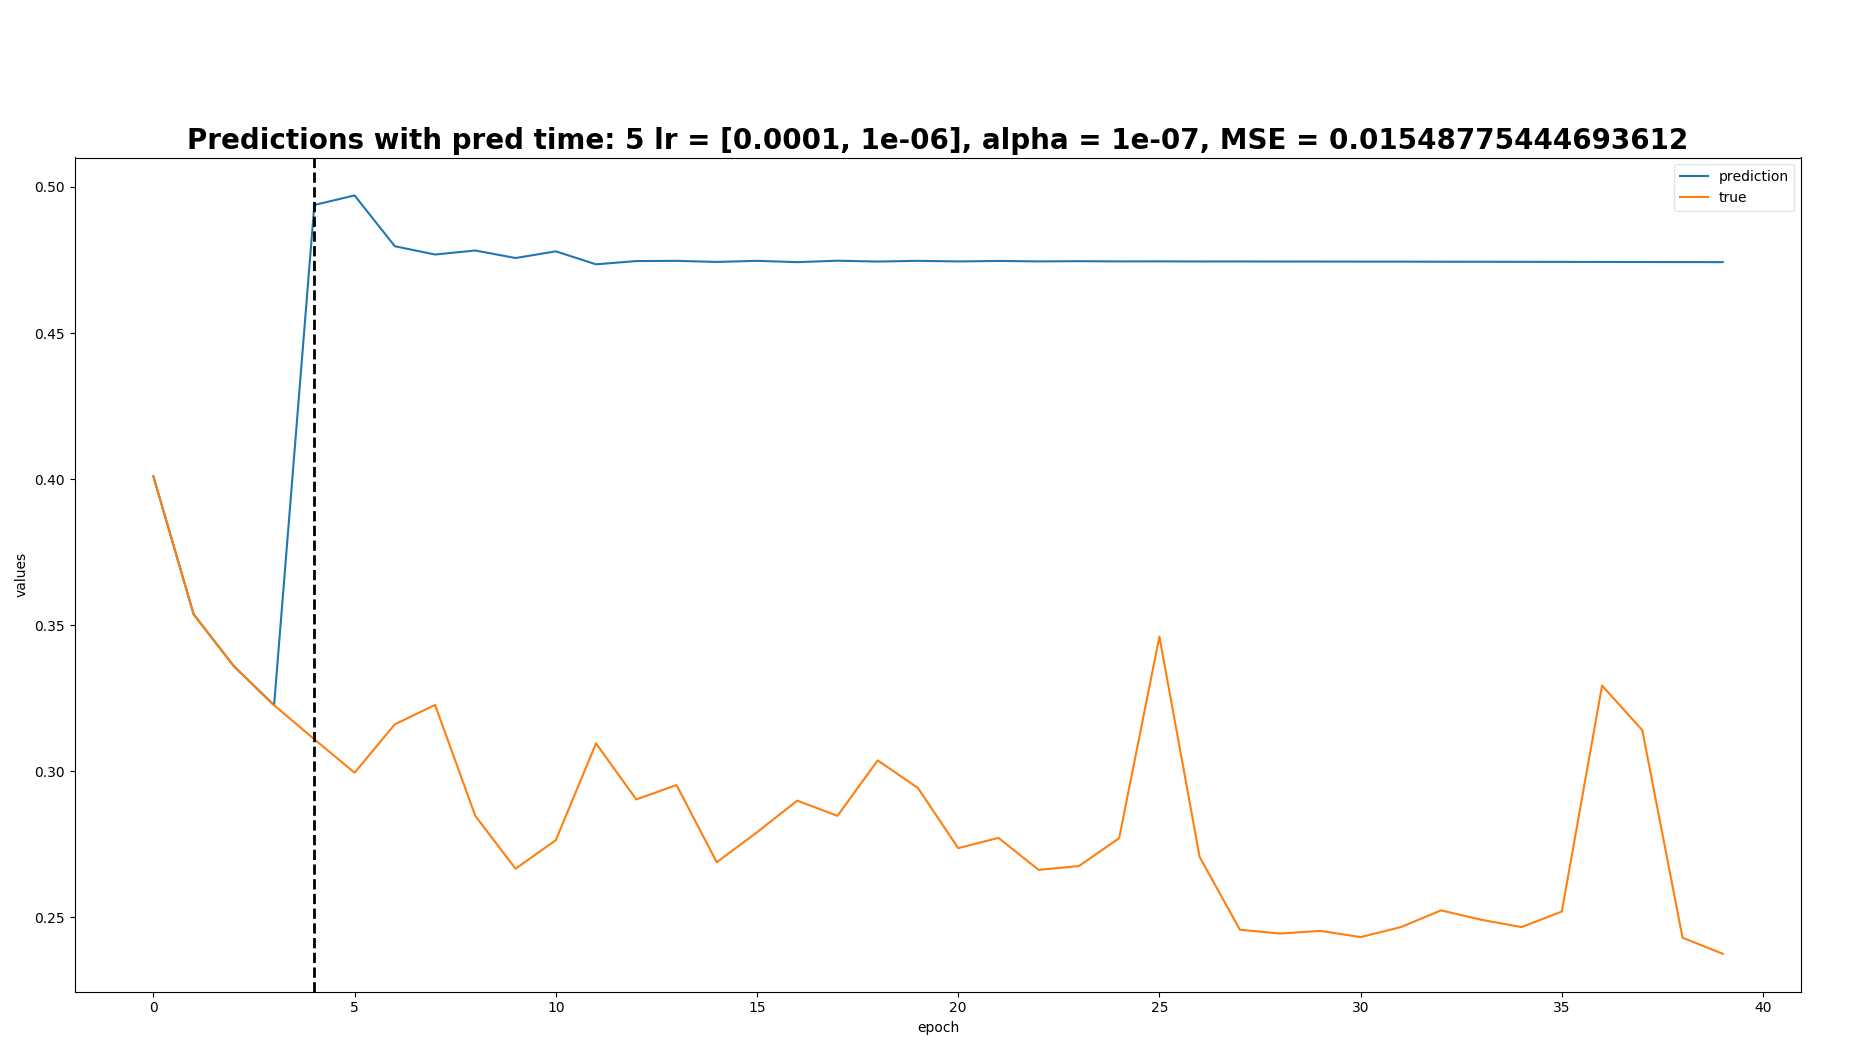 Predictions with pred time: 5 lr = [0.0001, 1e-06], alpha = 1e-07, MSE = 0.01548775444693612
prediction
true
0.50
0.45
0.40
0.35
0.30
0.25
values
0 5 10 15 20 25 30 35 40
epoch